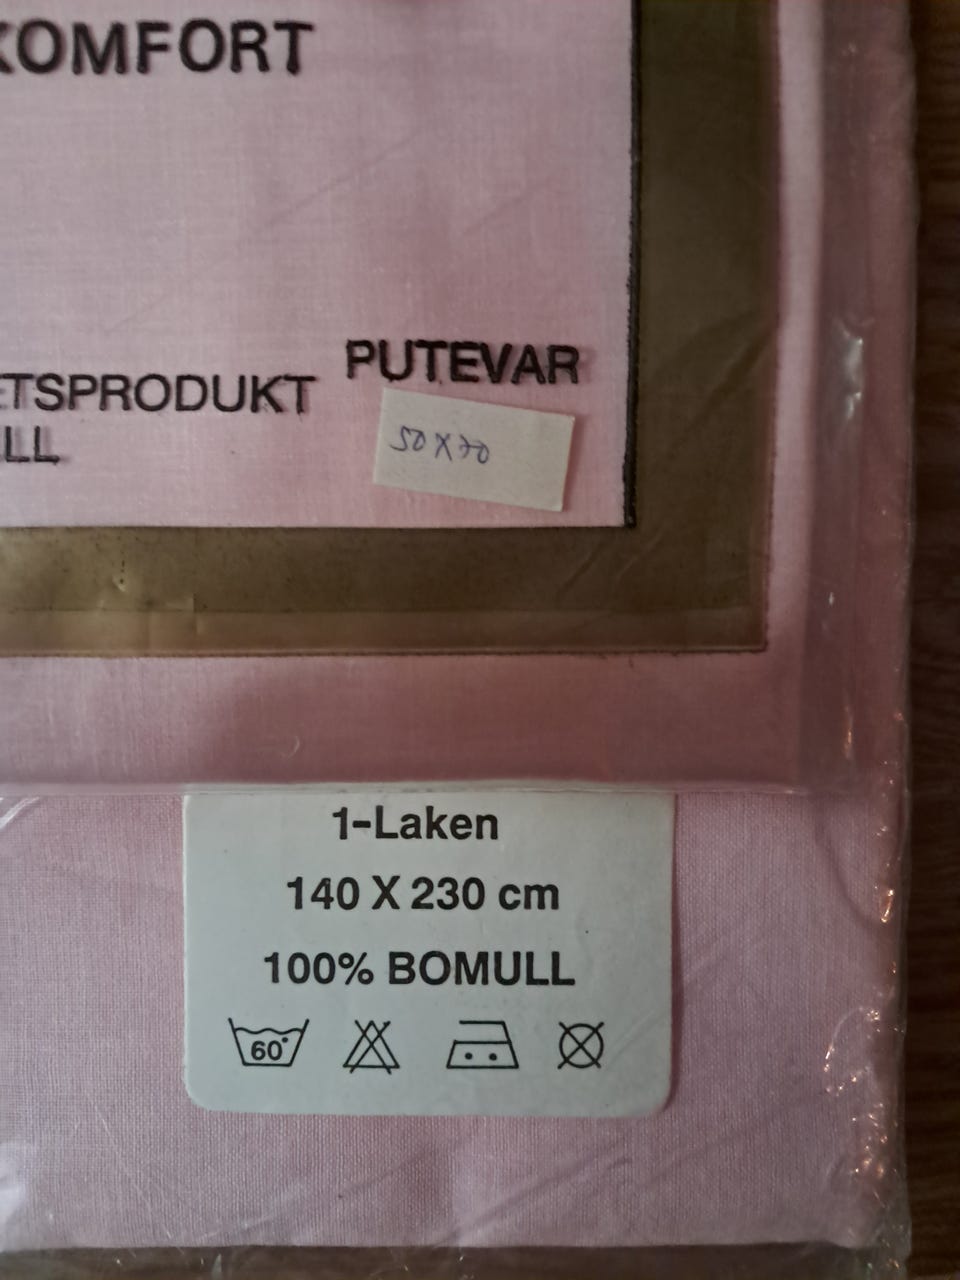 KOMFORT
PUTEVAR
ETSPRODUKT
LL
50X70
1-Laken
140 X 230 cm
100% BOMULL
60°